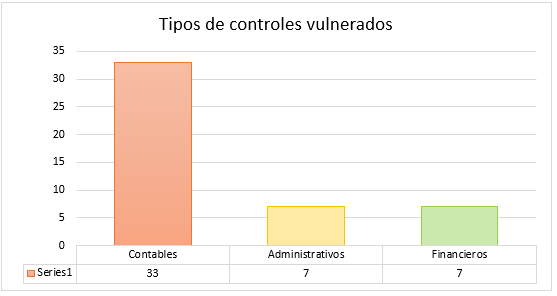 Tipos de controles vulnerados
35
30
25
20
15
10
5
0
Contables Administrativos Financieros
Series1 33 7 7